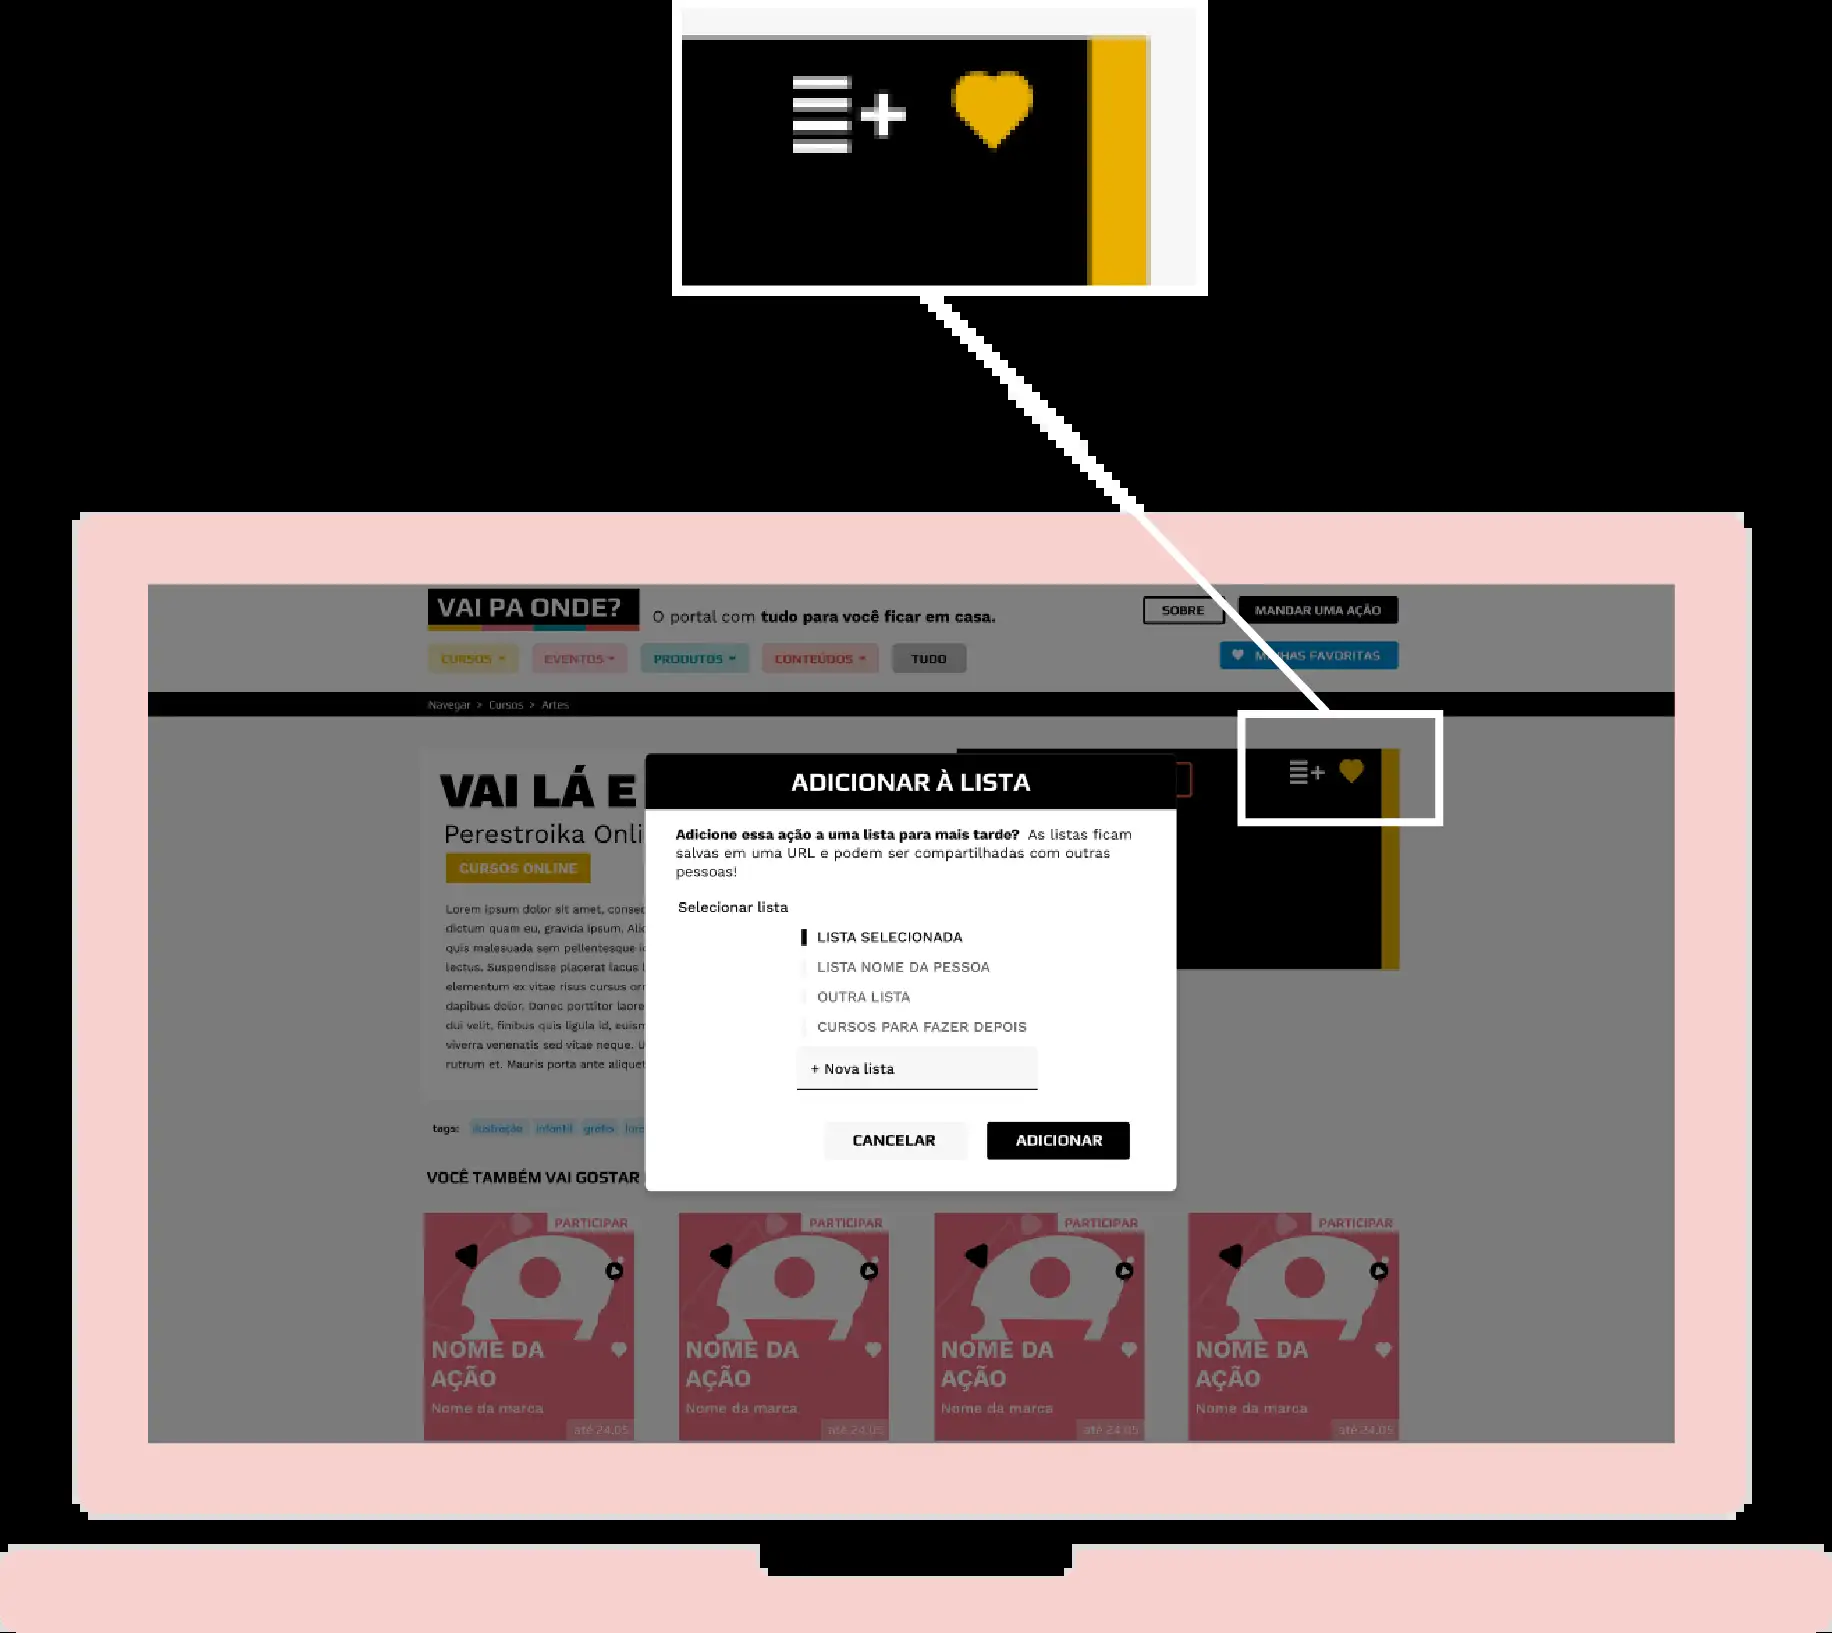 VAI PA ONDE?
O portal com tudo para você ficar em casa.
SOBRE
MANDAR UMA AÇÃO
CURSOS
EVENTOS
PRODUTOS
CONTEÚDOS
TUDO
MINHAS FAVORITAS
Navegar > Cursos > Artes
VAI LÁ E
Perestroika Onli
CURSOS ONLINE
Lorem ipsum dolor sit amet, consec
dictum quam eu, gravida ipsum. Alic
quis malesuada sem pellentesque
lectus. Suspendisse placerat lacus
elementum ex vitae risus cursus
dapibus dolor. Donec porttitor laore
dui velit, finibus quis ligula id, euism
viverra venenatis sed vitae neque.
rutrum et. Mauris porta ante aliquet
tags: ilustração infantil grafia
ADICIONAR À LISTA
Adicione essa ação a uma lista para mais tarde? As listas ficam
salvas em uma URL e podem ser compartilhadas com outras
pessoas!
Selecionar lista
LISTA SELECIONADA
LISTA NOME DA PESSOA
OUTRA LISTA
CURSOS PARA FAZER DEPOIS
+ Nova lista
CANCELAR
ADICIONAR
VOCÊ TAMBÉM VAI GOSTAR
PARTICIPAR
NOME DA
AÇÃO
Nome da marca
até 24.05
PARTICIPAR
NOME DA
AÇÃO
Nome da marca
até 24.05
PARTICIPAR
NOME DA
AÇÃO
Nome da marca
até 24.05
PARTICIPAR
NOME DA
AÇÃO
Nome da marca
até 24.05